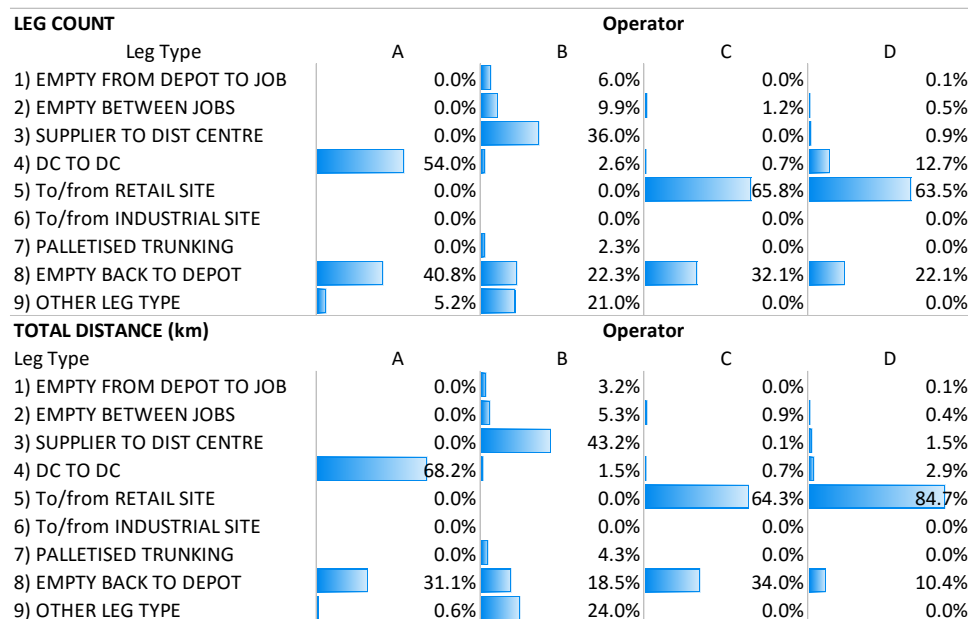 LEG COUNT Operator
Leg Type A B C D
1) EMPTY FROM DEPOT TO JOB 0.0% 6.0% 0.0% 0.1%
2) EMPTY BETWEEN JOBS 0.0% 9.9% 1.2% 0.5%
3) SUPPLIER TO DIST CENTRE 0.0% 36.0% 0.0% 0.9%
4) DC TO DC 54.0% 2.6% 0.7% 12.7%
5) To/from RETAIL SITE 0.0% 0.0% 65.8% 63.5%
6) To/from INDUSTRIAL SITE 0.0% 0.0% 0.0% 0.0%
7) PALLETISED TRUNKING 0.0% 2.3% 0.0% 0.0%
8) EMPTY BACK TO DEPOT 40.8% 22.3% 32.1% 22.1%
9) OTHER LEG TYPE 5.2% 21.0% 0.0% 0.0%
TOTAL DISTANCE (km) Operator
Leg Type A B C D
1) EMPTY FROM DEPOT TO JOB 0.0% 3.2% 0.0% 0.1%
2) EMPTY BETWEEN JOBS 0.0% 5.3% 0.9% 0.4%
3) SUPPLIER TO DIST CENTRE 0.0% 43.2% 0.1% 1.5%
4) DC TO DC 68.2% 1.5% 0.7% 2.9%
5) To/from RETAIL SITE 0.0% 0.0% 64.3% 84.7%
6) To/from INDUSTRIAL SITE 0.0% 0.0% 0.0% 0.0%
7) PALLETISED TRUNKING 0.0% 4.3% 0.0% 0.0%
8) EMPTY BACK TO DEPOT 31.1% 18.5% 34.0% 10.4%
9) OTHER LEG TYPE 0.6% 24.0% 0.0% 0.0%